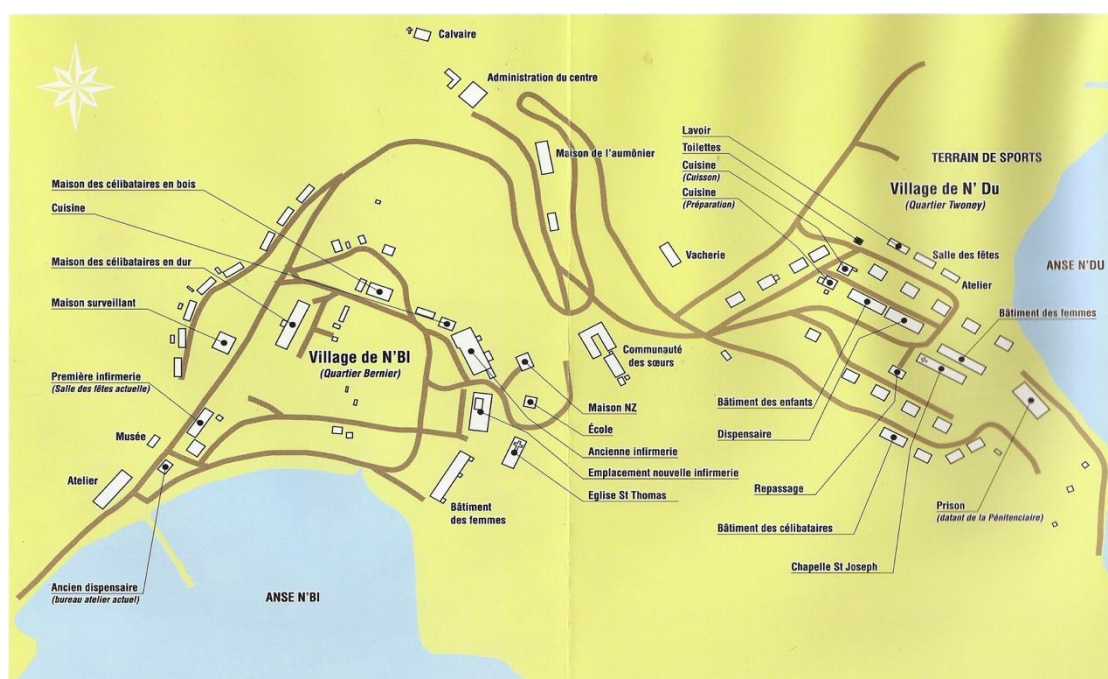 Calvaire
Administration du centre
Maison de l'aumônier
Lavoir
Toilettes
Cuisine
(Cuisson)
Cuisine
(Préparation)
TERRAIN DE SPORTS
Village de N' Du
(Quartier Twoney)
Salle des fêtes
Atelier
ANSE N'DU
Bâtiment des femmes
Vacherie
Maison des célibataires en bois
Cuisine
Maison des célibataires en dur
Maison surveillant
Première infirmerie
(Salle des fêtes actuelle)
Musée
Atelier
Ancien dispensaire
(bureau atelier actuel)
Village de N'BI
(Quartier Bernier)
Communauté
des sœurs
Maison NZ
École
Ancienne infirmerie
Emplacement nouvelle infirmerie
Eglise St Thomas
Bâtiment
des femmes
ANSE N'BI
Bâtiment des enfants
Dispensaire
Repassage
Bâtiment des célibataires
Chapelle St Joseph
Prison
(datant de la Pénitenciaire)